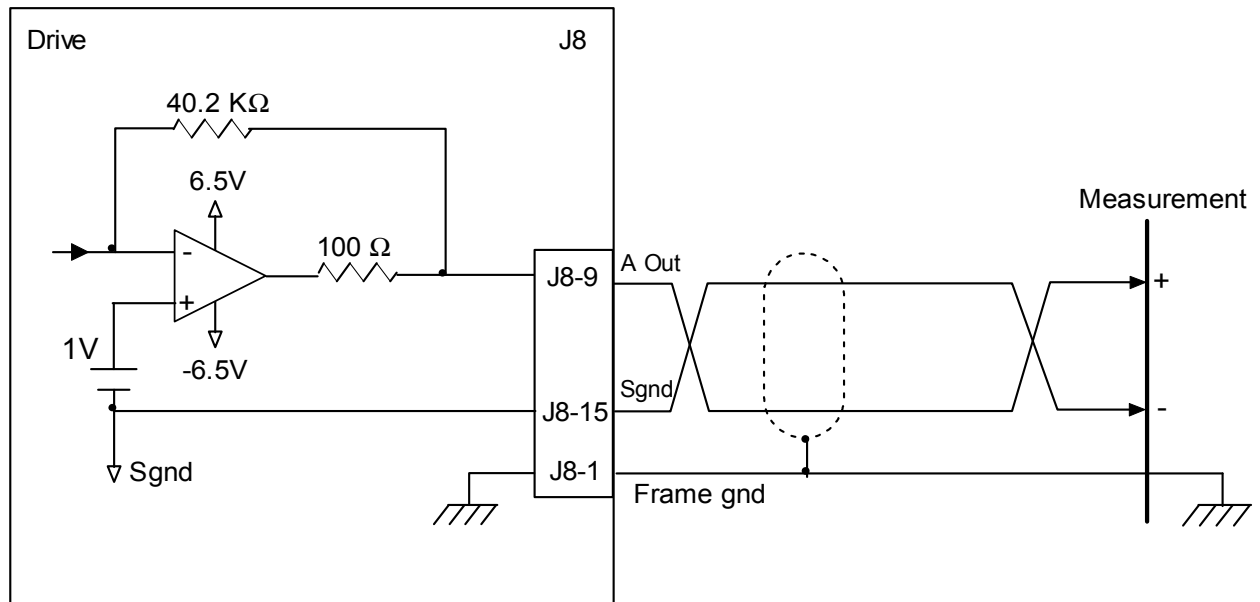 Drive
J8
40.2 KΩ
6.5V
Measurement
100 Ω
-
J8-9
A Out
+
+
1V
-6.5V
Sgnd
J8-15
-
Sgnd
J8-1
Frame gnd